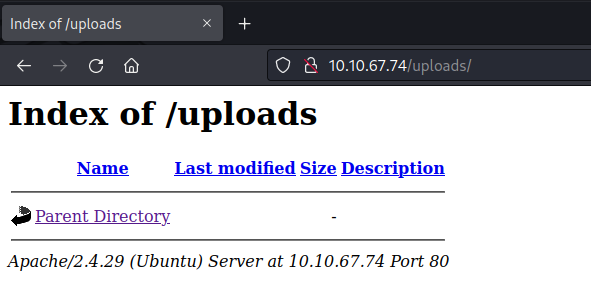 Index of /uploads
10.10.67.74/uploads/
Index of /uploads
Name Last modified Size Description
Parent Directory -
Apache/2.4.29 (Ubuntu) Server at 10.10.67.74 Port 80